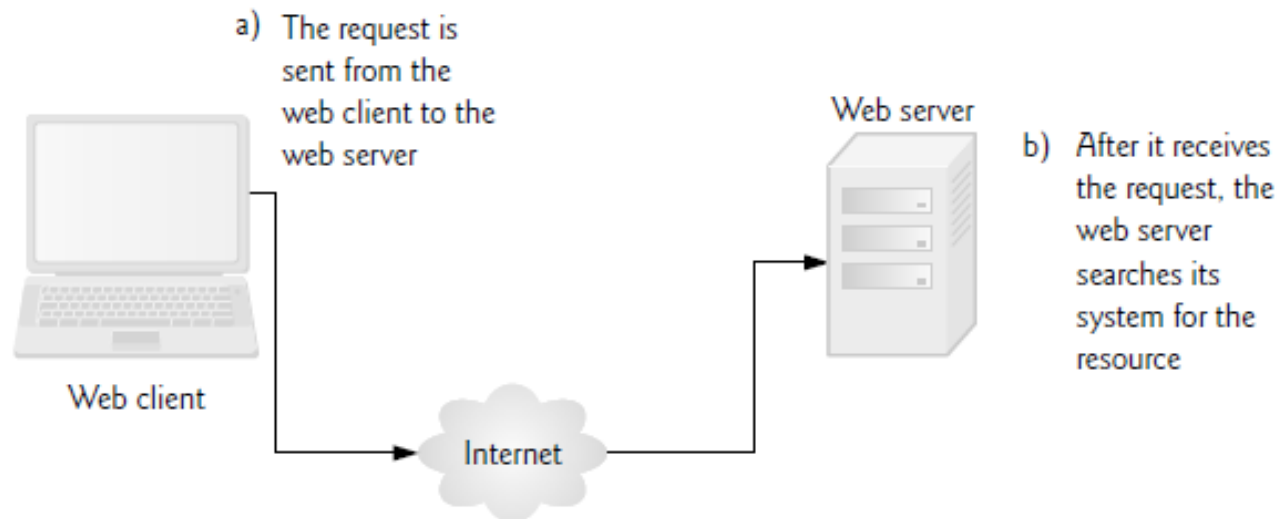 a) The request is
sent from the
web client to the
web server
Web server
b) After it receives
the request, the
web server
searches its
system for the
resource
Web client
Internet